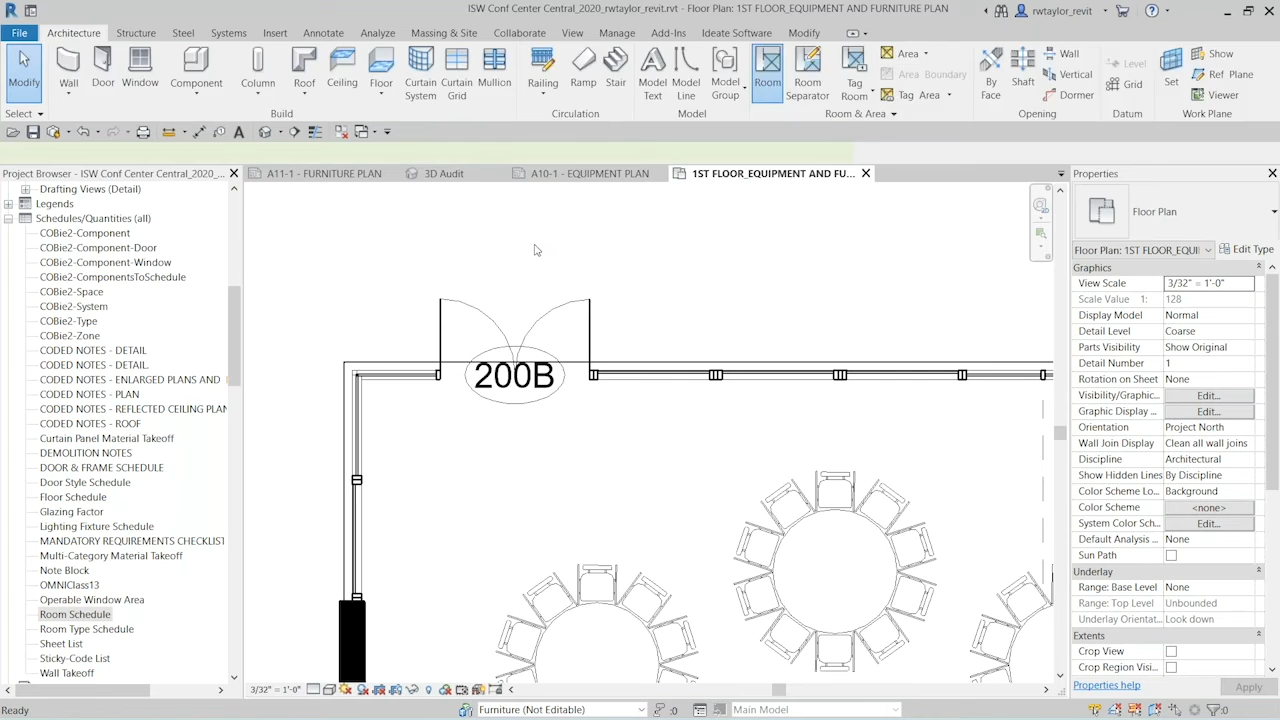 ISW Conf Center Central_2020_rwtaylor_revit.rvt - Floor Plan: 1ST FLOOR_EQUIPMENT AND FURNITURE PLAN
rwtaylor_revit
File Architecture Structure Steel Systems Insert Annotate Analyze Massing & Site Collaborate View Manage Add-Ins Ideate Software Modify
Modify Wall Door Window Component Column Roof Ceiling Floor Curtain System Curtain Grid Mullion Railing Ramp Stair Model Text Model Line Model Group Room Room Separator Tag Room
Area
Area Boundary
Tag Area
By Face Shaft
Wall
Vertical
Dormer
Level
Grid
Set
Show
Ref Plane
Viewer
Select Build Circulation Model Room & Area Opening Datum Work Plane
Project Browser - ISW Conf Center Central_2020_...
A11-1 - FURNITURE PLAN 3D Audit A10-1 - EQUIPMENT PLAN 1ST FLOOR_EQUIPMENT AND FU...
Drafting Views (Detail)
Legends
Schedules/Quantities (all)
COBie2-Component
COBie2-Component-Door
COBie2-Component-Window
COBie2-ComponentsToSchedule
COBie2-Space
COBie2-System
COBie2-Type
COBie2-Zone
CODED NOTES - DETAIL
CODED NOTES - DETAIL.
CODED NOTES - ENLARGED PLANS AND
CODED NOTES - PLAN
CODED NOTES - REFLECTED CEILING PLAN
CODED NOTES - ROOF
Curtain Panel Material Takeoff
DEMOLITION NOTES
DOOR & FRAME SCHEDULE
Door Style Schedule
Floor Schedule
Glazing Factor
Lighting Fixture Schedule
MANDATORY REQUIREMENTS CHECKLIST
Multi-Category Material Takeoff
Note Block
OMNIClass13
Operable Window Area
Room Schedule
Room Type Schedule
Sheet List
Sticky-Code List
Wall Takeoff
200B
Properties
Floor Plan
Floor Plan: 1ST FLOOR_EQUII Edit Type
Graphics
View Scale 3/32" = 1'-0"
Scale Value 1: 128
Display Model Normal
Detail Level Coarse
Parts Visibility Show Original
Detail Number 1
Rotation on Sheet None
Visibility/Graphic... Edit...
Graphic Display ... Edit...
Orientation Project North
Wall Join Display Clean all wall joins
Discipline Architectural
Show Hidden Lines By Discipline
Color Scheme Lo... Background
Color Scheme <none>
System Color Sch... Edit...
Default Analysis ... None
Sun Path
Underlay
Range: Base Level None
Range: Top Level Unbounded
Underlay Orientat... Look down
Extents
Crop View
Crop Region Visi...
Properties help Apply
3/32" = 1'-0"
Ready Furniture (Not Editable) :0 Main Model :0